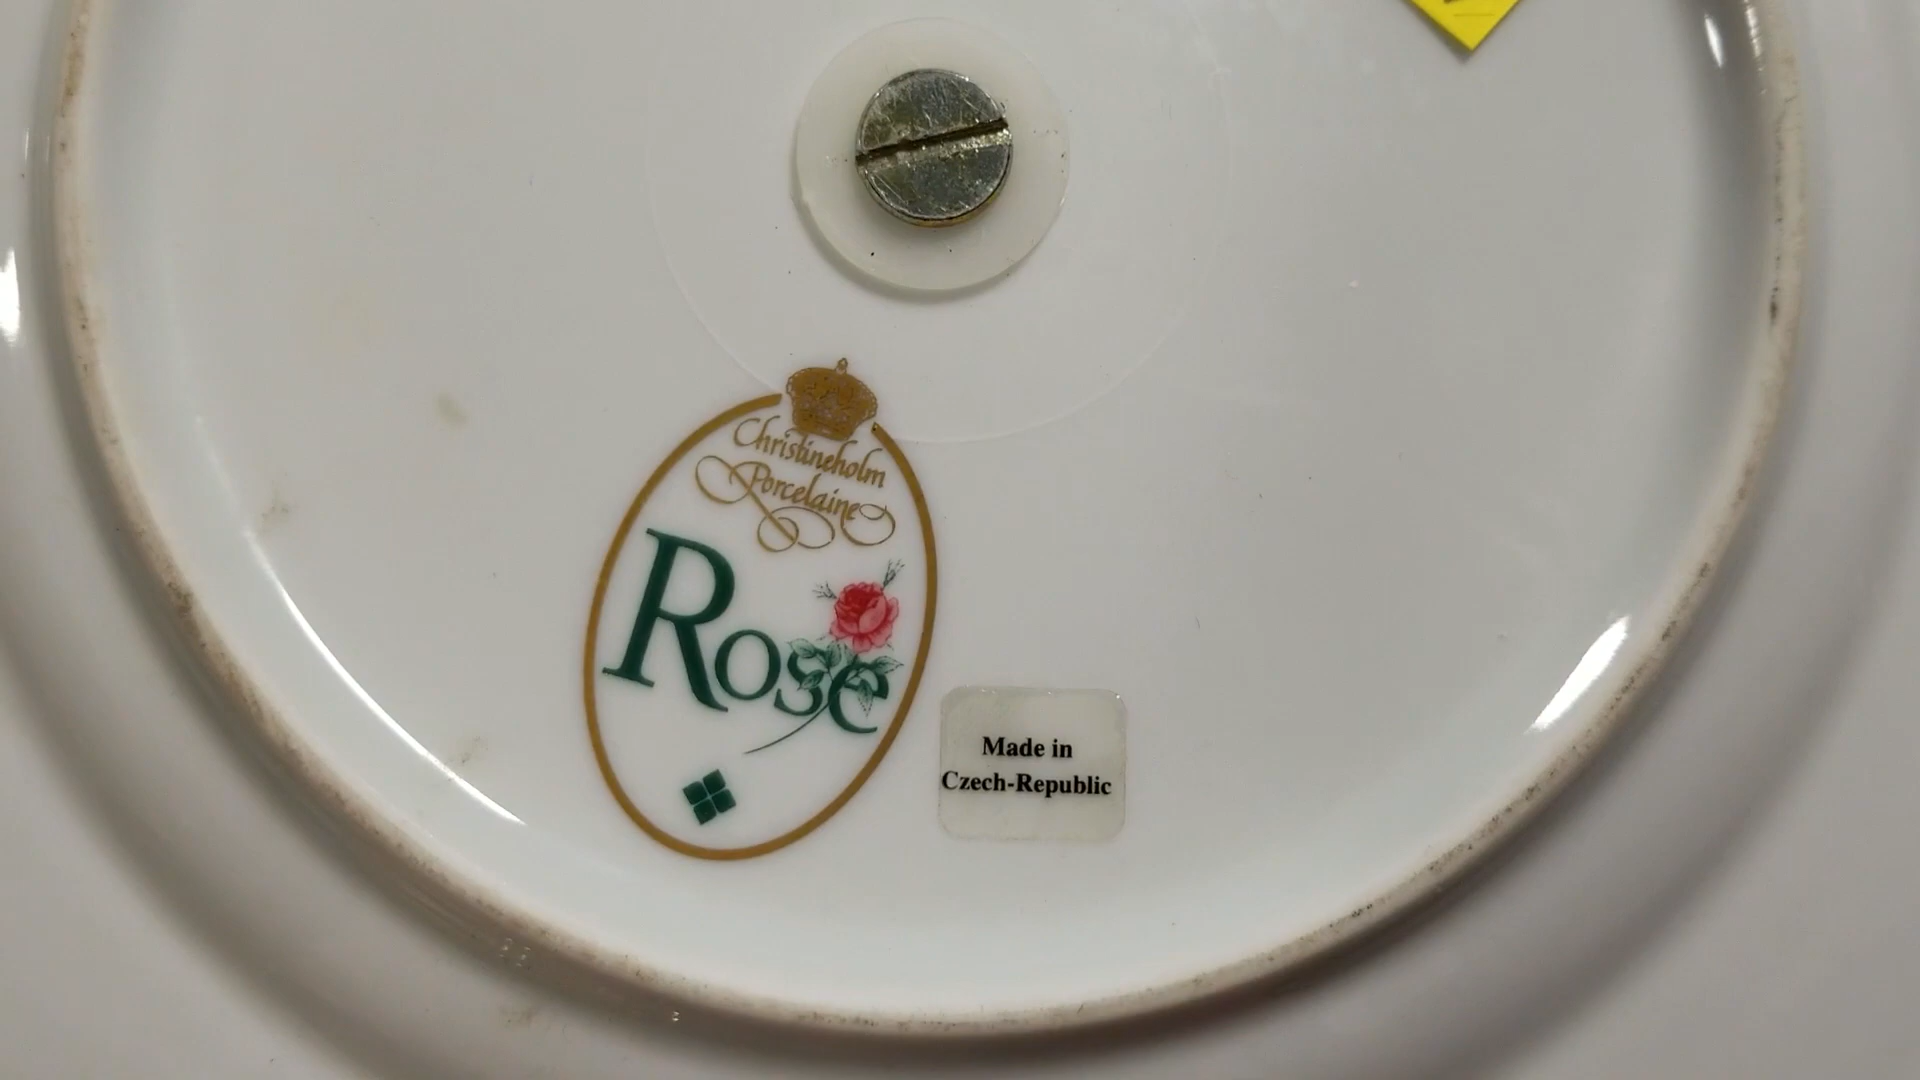 Christineholm
Porcelaine
Rose
Made in
Czech-Republic